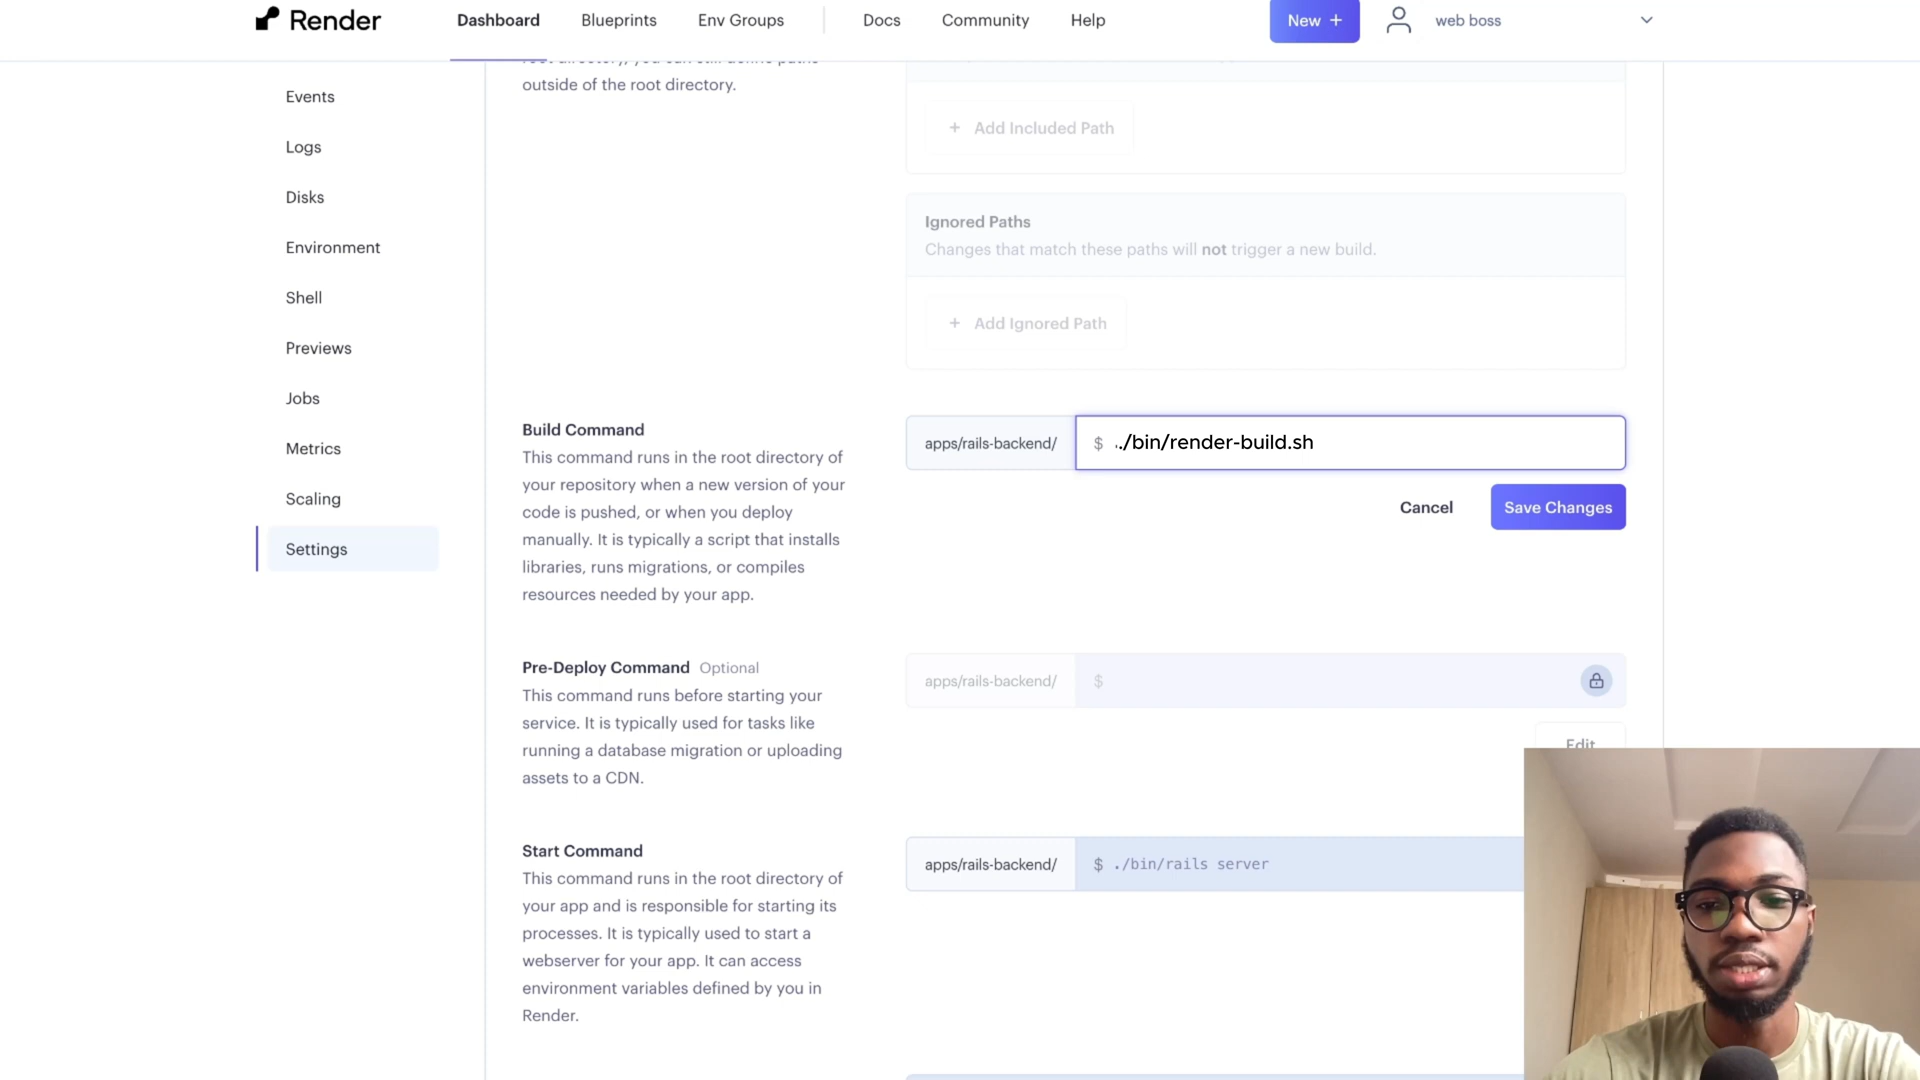 Render
Dashboard
Blueprints
Env Groups
Docs
Community
Help
New +
web boss
outside of the root directory.
Events
Logs
Disks
Environment
Shell
Previews
Jobs
Metrics
Scaling
Settings
+ Add Included Path
Ignored Paths
Changes that match these paths will not trigger a new build.
+ Add Ignored Path
Build Command
This command runs in the root directory of
your repository when a new version of your
code is pushed, or when you deploy
manually. It is typically a script that installs
libraries, runs migrations, or compiles
resources needed by your app.
apps/rails-backend/ $ ./bin/render-build.sh
Cancel
Save Changes
Pre-Deploy Command Optional
This command runs before starting your
service. It is typically used for tasks like
running a database migration or uploading
assets to a CDN.
apps/rails-backend/ $
Edit
Start Command
This command runs in the root directory of
your app and is responsible for starting its
processes. It is typically used to start a
webserver for your app. It can access
environment variables defined by you in
Render.
apps/rails-backend/ $ ./bin/rails server